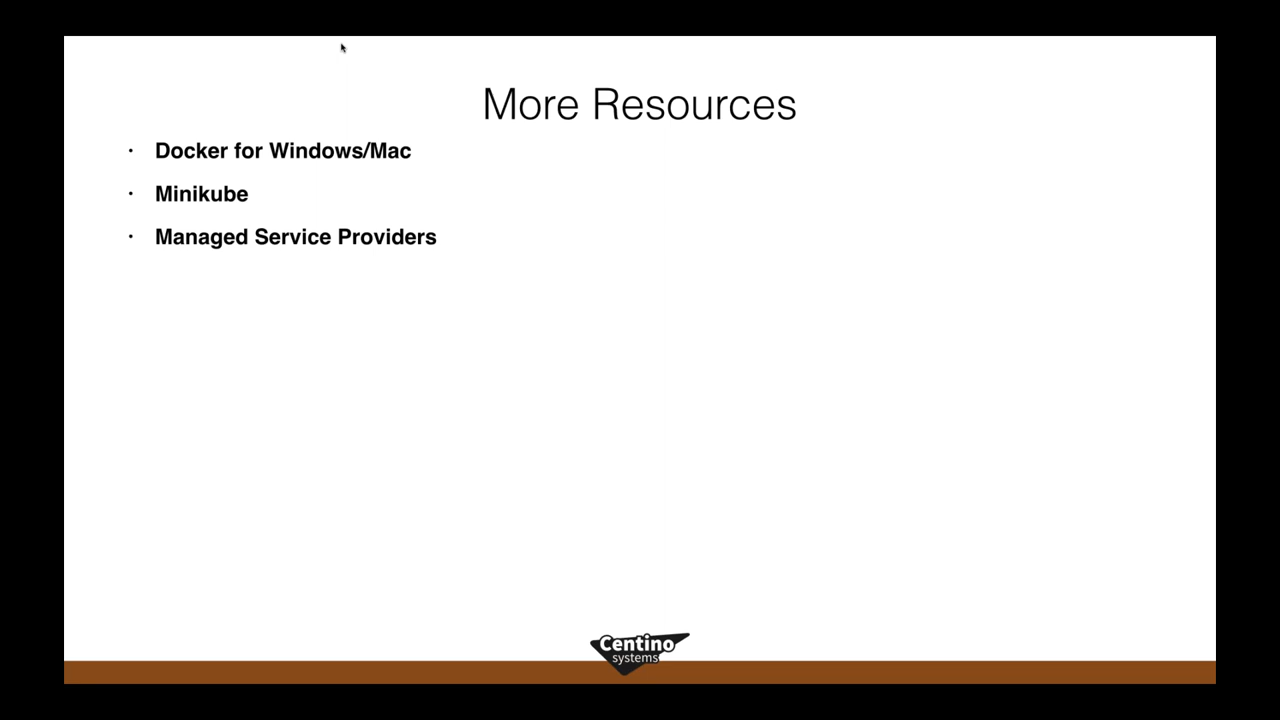 More Resources
· Docker for Windows/Mac
· Minikube
· Managed Service Providers
Centino
systems